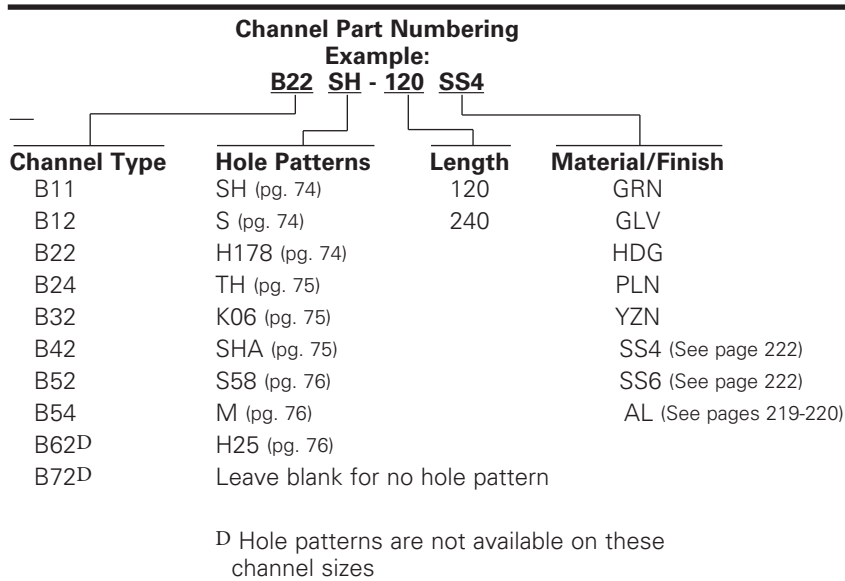 Channel Part Numbering
Example:
B22 SH - 120 SS4
Channel Type Hole Patterns Length Material/Finish
B11 SH (pg. 74) 120 GRN
B12 S (pg. 74) 240 GLV
B22 H178 (pg. 74) HDG
B24 TH (pg. 75) PLN
B32 K06 (pg. 75) YZN
B42 SHA (pg. 75) SS4 (See page 222)
B52 S58 (pg. 76) SS6 (See page 222)
B54 M (pg. 76) AL (See pages 219-220)
B62D H25 (pg. 76)
B72D Leave blank for no hole pattern
D Hole patterns are not available on these
channel sizes